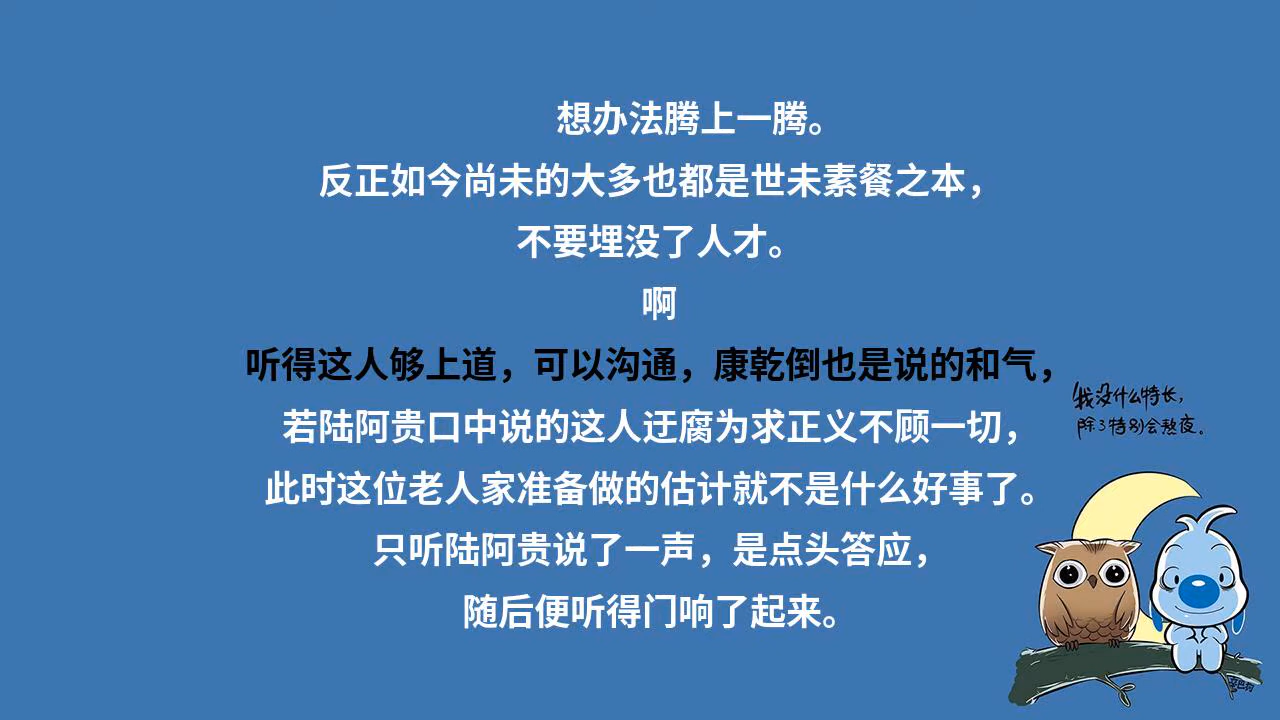 想办法腾上一腾。
反正如今尚未的大多也都是世未素餐之本，
不要埋没了人才。
啊
听得这人够上道，可以沟通，康乾倒也是说的和气，
若陆阿贵口中说的这人迂腐为求正义不顾一切，
此时这位老人家准备做的估计就不是什么好事了。
只听陆阿贵说了一声，是点头答应，
随后便听得门响了起来。
我没什么特长，
除了特别会熬夜。